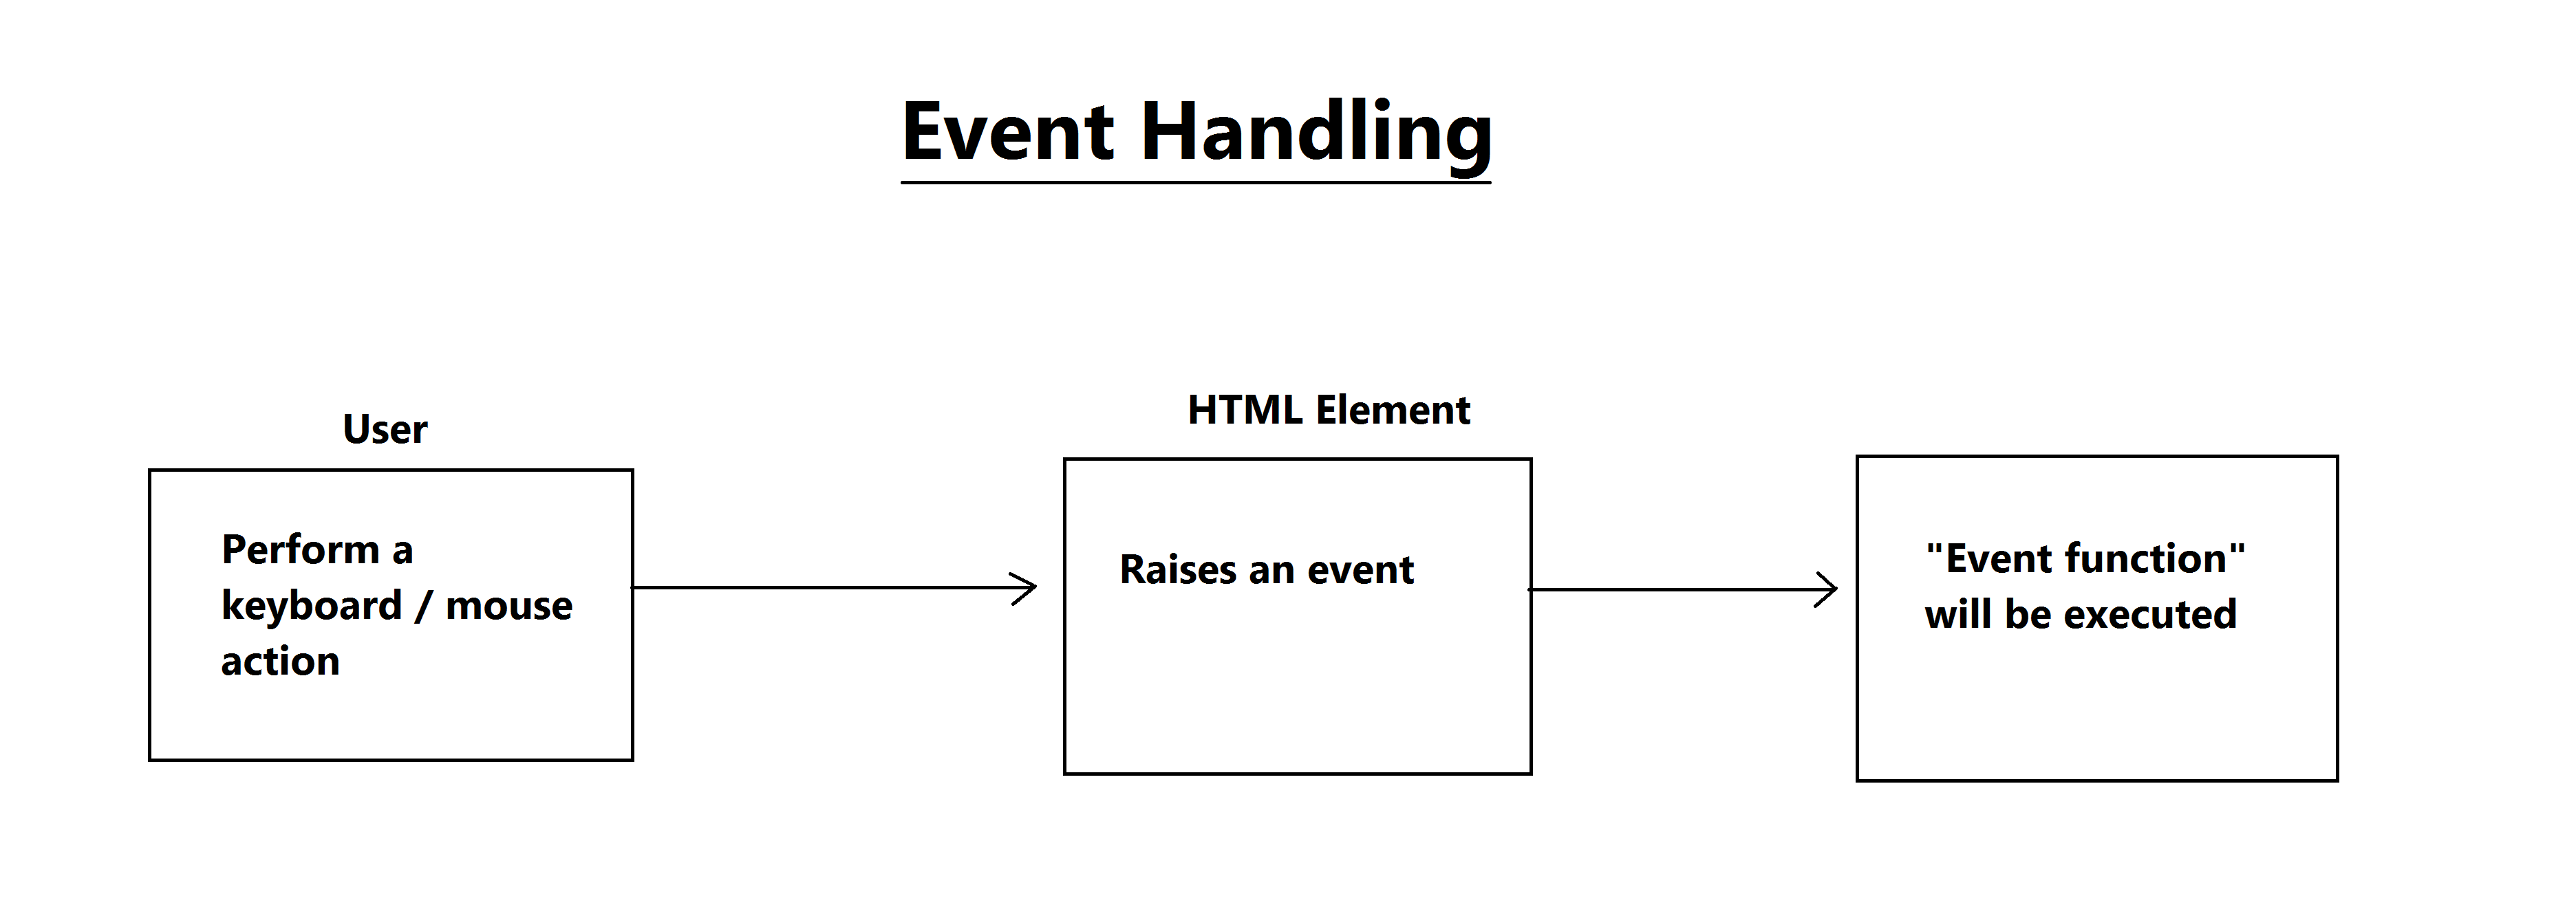 Event Handling
User
Perform a
keyboard / mouse
action
HTML Element
Raises an event
"Event function"
will be executed